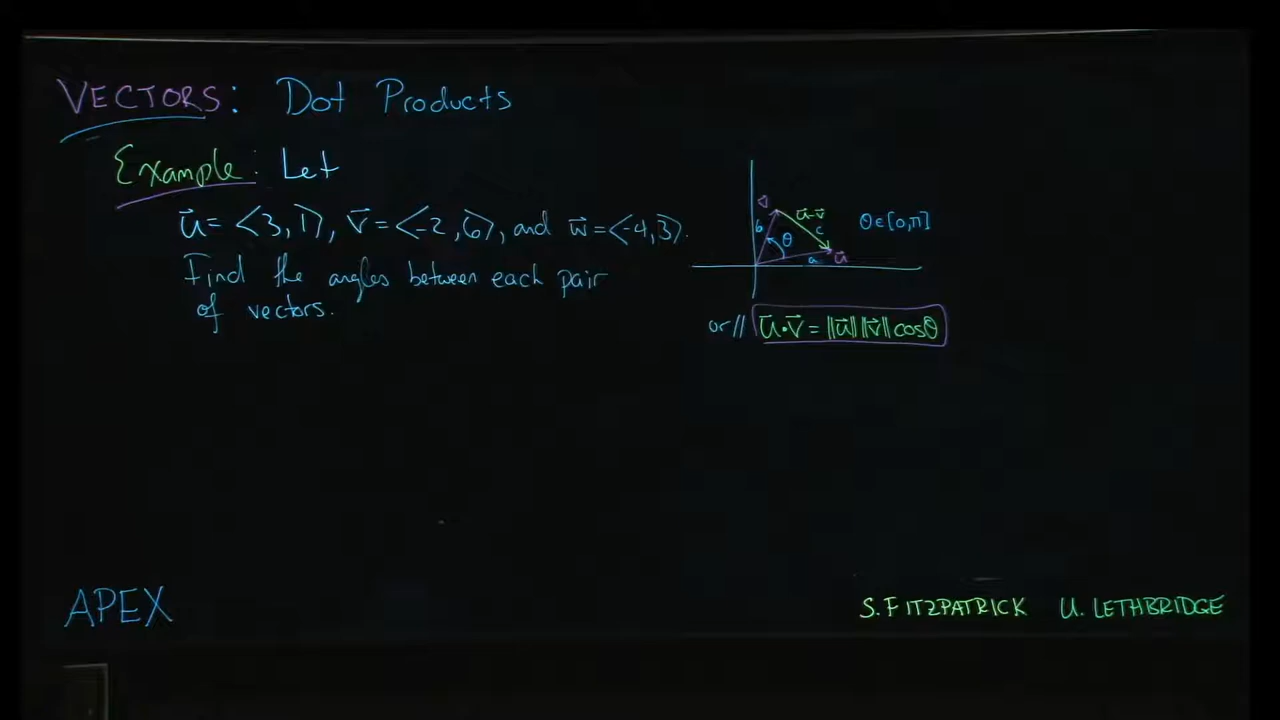 VECTORS: Dot Products
Example: Let
u⃗ = <3, 1>, v⃗ = <-2, 6>, and w⃗ = <-4, 3>.
Find the angles between each pair
of vectors.
v⃗
u⃗-v⃗
b
c
θ
a
u⃗
θ∈[0,π]
or// u⃗·v⃗ = ||u⃗|| ||v⃗|| cosθ
APEX
S. FITZPATRICK U. LETHBRIDGE